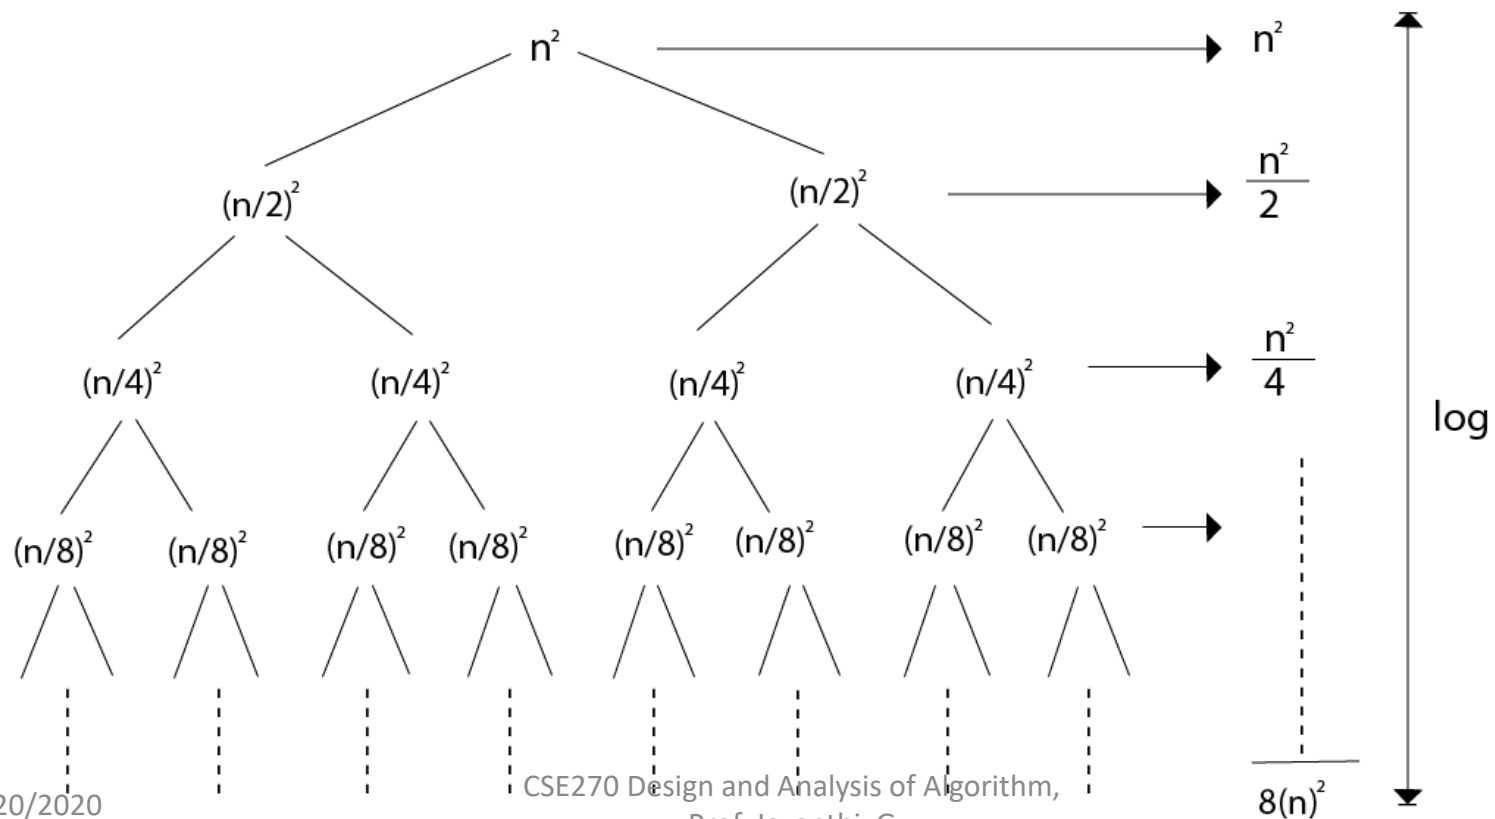 n² n²
(n/2)² (n/2)² n²/2
(n/4)² (n/4)² (n/4)² (n/4)² n²/4
log
(n/8)² (n/8)² (n/8)² (n/8)² (n/8)² (n/8)² (n/8)² (n/8)²
8(n)²
20/2020
CSE270 Design and Analysis of Algorithm,
Prof